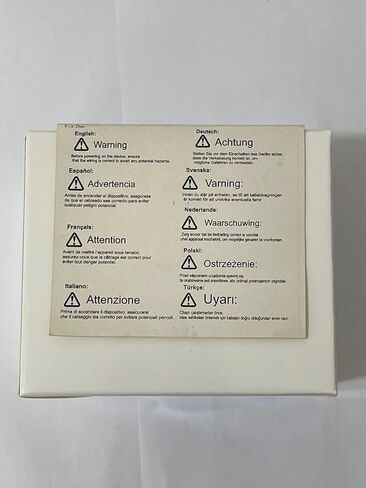 English:
Warning
Before powering on the device, ensure
that the wiring is correct to avoid any potential hazards.
Español:
Advertencia
Antes de encender el dispositivo, asegúrese
de que el cableado sea correcto para evitar
cualquier peligro potencial.
Français:
Attention
Avant de mettre l'appareil sous tension,
assurez-vous que le câblage est correct pour
éviter tout danger potentiel.
Italiano:
Attenzione
Prima di accendere il dispositivo, assicurarsi
che il cablaggio sia corretto per evitare potenziali pericoli.
Deutsch:
Achtung
Stellen Sie vor dem Einschalten des Geräts sicher,
dass die Verkabelung korrekt ist, um
mögliche Gefahren zu vermeiden.
Svenska:
Varning:
Innan du slår på enheten, se till att kabeldragningen
är korrekt för att undvika eventuella faror.
Nederlands:
Waarschuwing:
Zorg ervoor dat de bedrading correct is voordat
u het apparaat inschakelt, om mogelijke gevaren te voorkomen.
Polski:
Ostrzeżenie:
Przed włączeniem urządzenia upewnij się,
że okablowanie jest prawidłowe, aby uniknąć potencjalnych zagrożeń.
Türkçe:
Uyarı:
Cihazı çalıştırmadan önce,
olası tehlikeleri önlemek için kablajın doğru olduğundan emin olun.